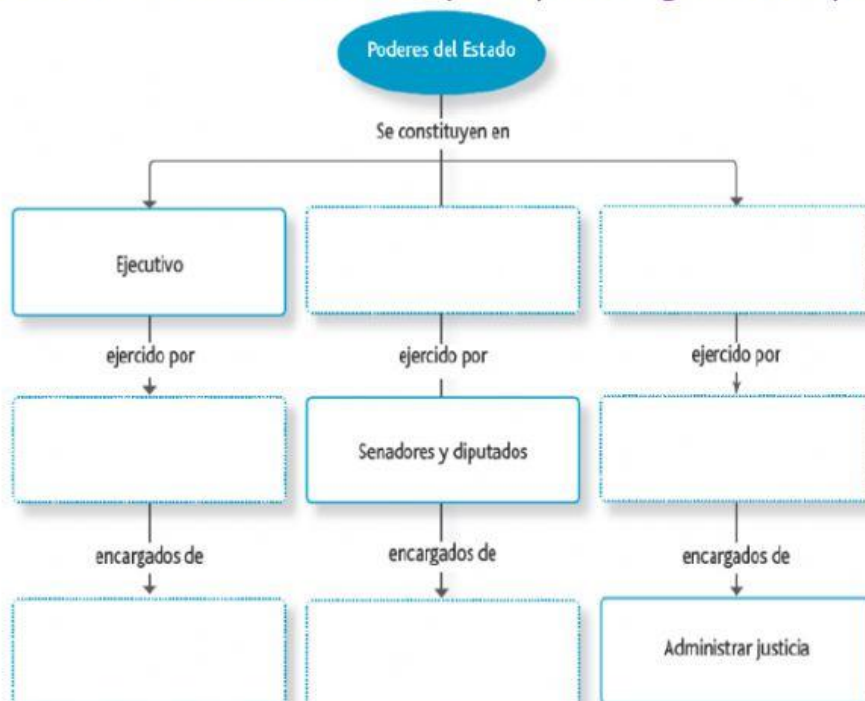 Poderes del Estado
Se constituyen en
Ejecutivo
ejercido por
ejercido por
ejercido por
Senadores y diputados
encargados de
encargados de
encargados de
Administrar justicia